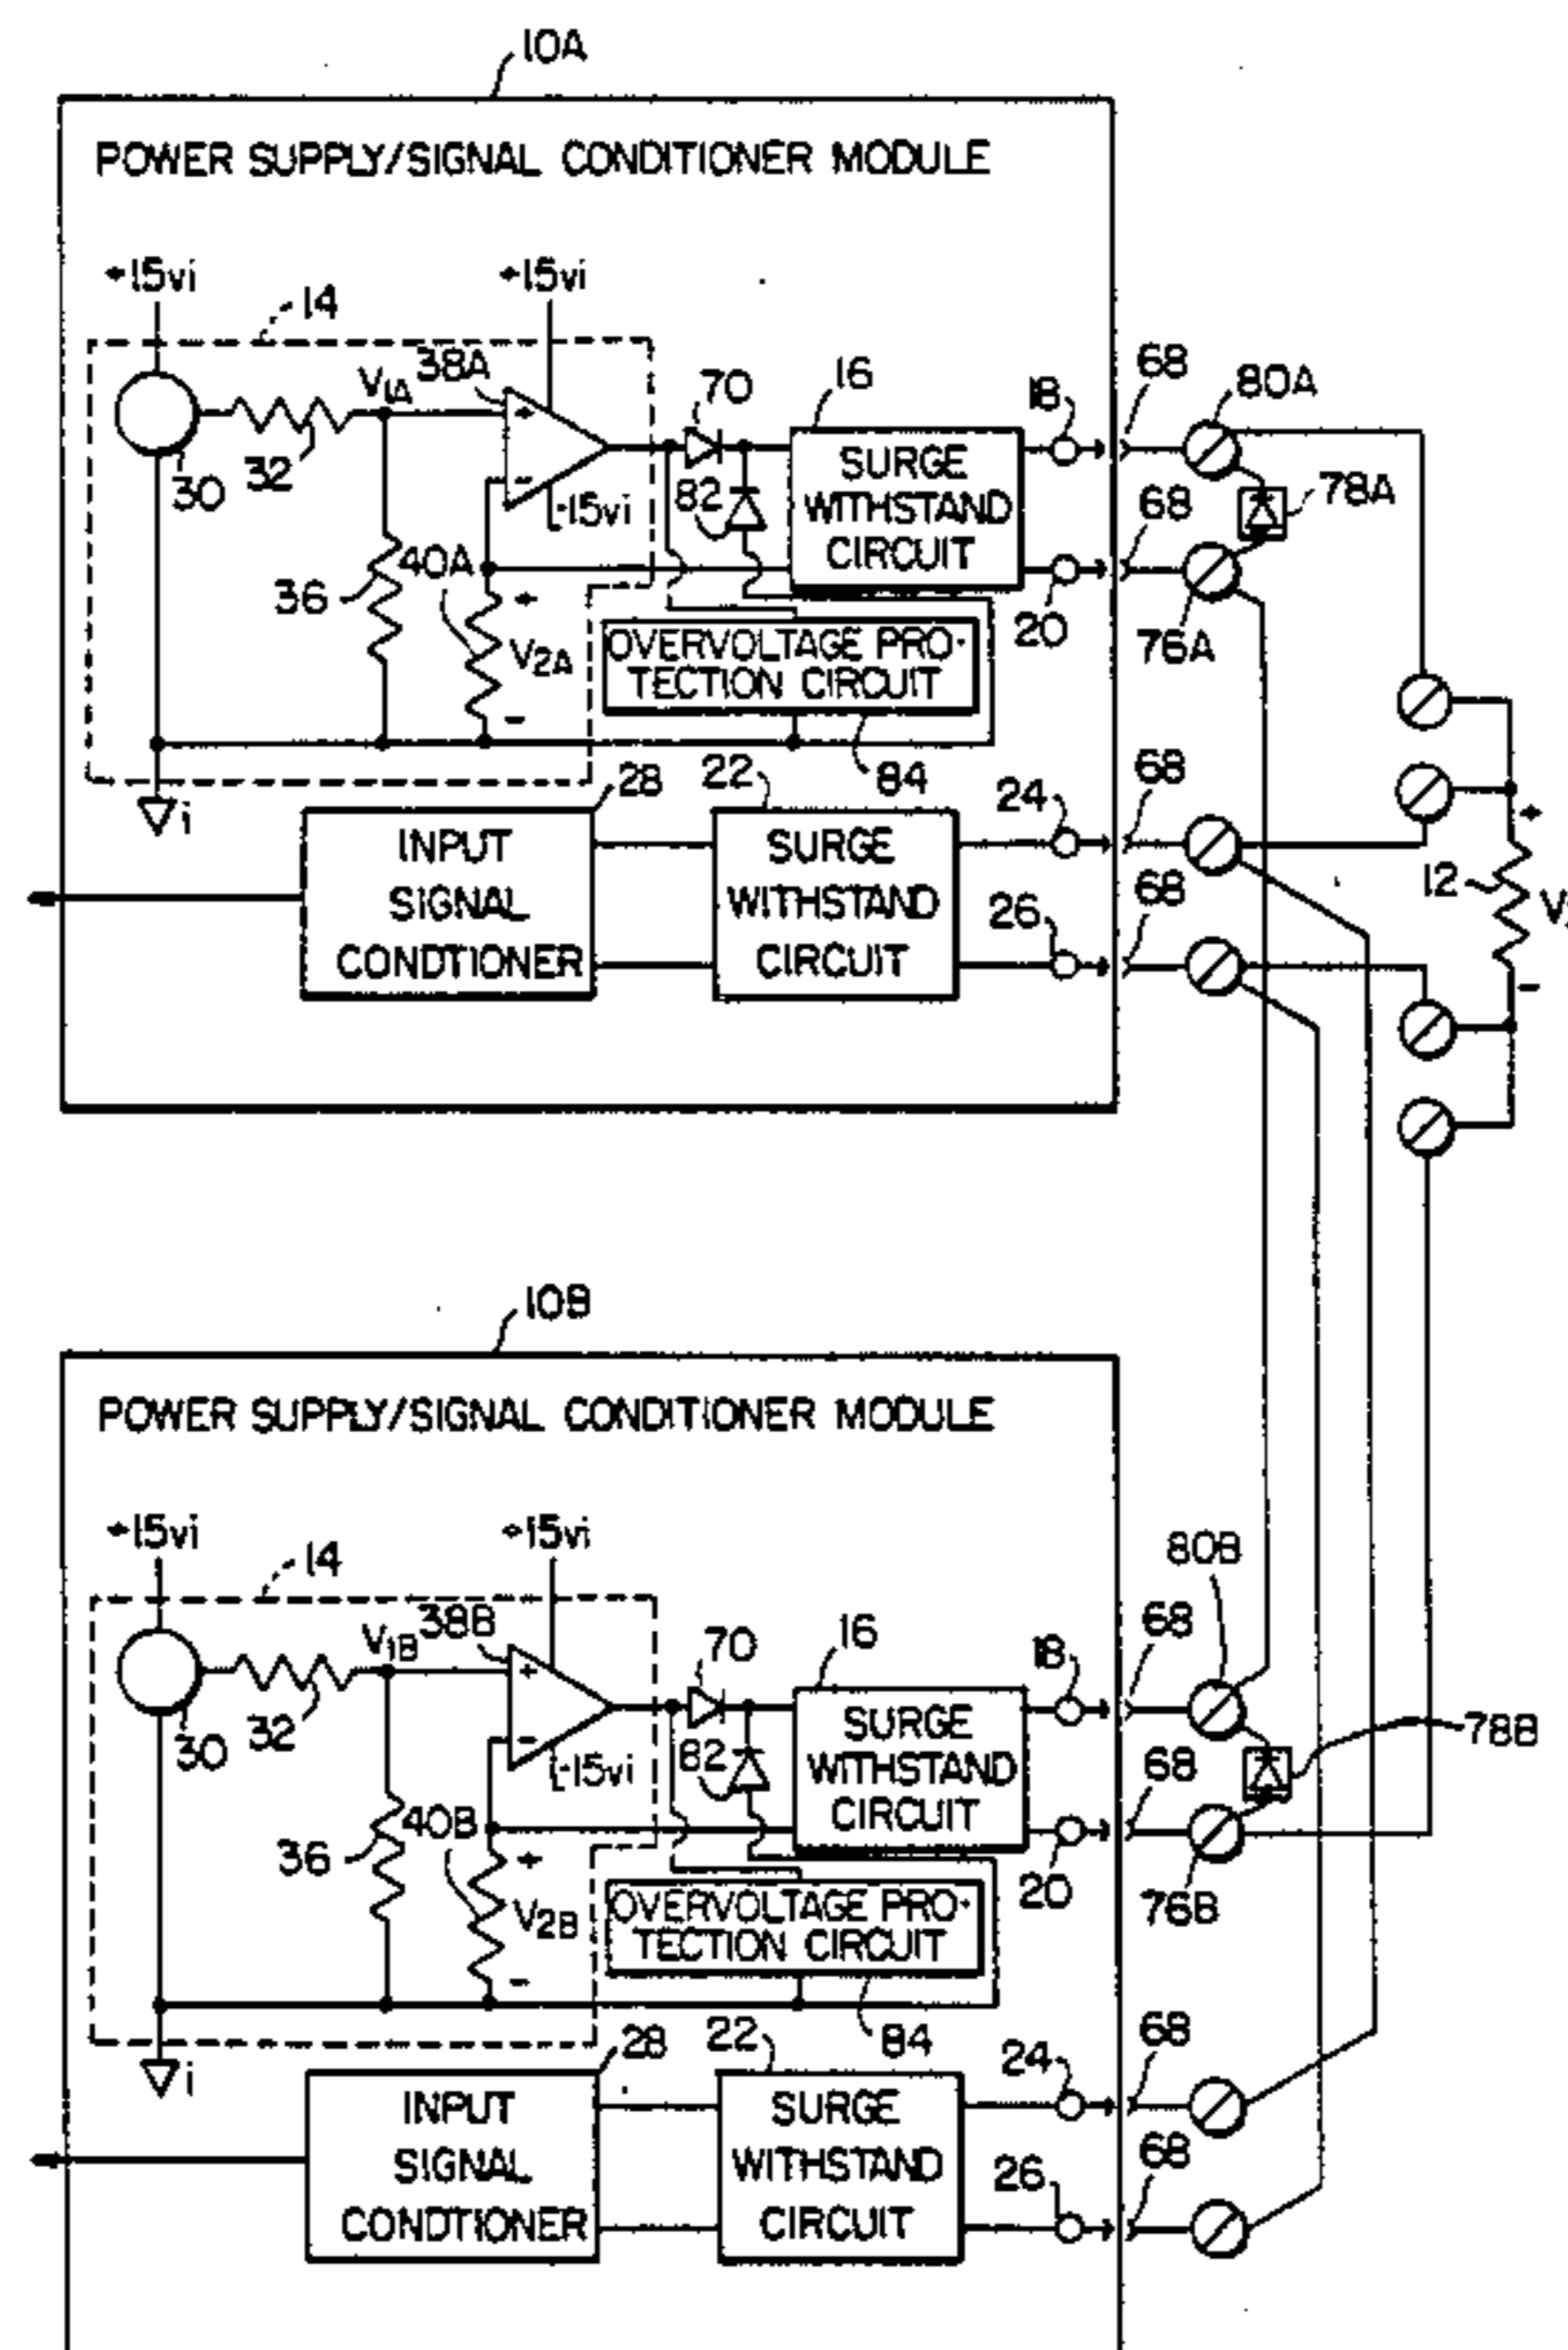 10A
POWER SUPPLY/SIGNAL CONDITIONER MODULE
+15vi
+15vi
14
V1A
38A
+
70
16
18
68
80A
30
32
-
-15vi
82
SURGE
WITHSTAND
CIRCUIT
68
78A
36
40A
+
V2A
-
OVERVOLTAGE PRO-
TECTION CIRCUIT
20
76A
i
28
22
84
24
68
INPUT
SIGNAL
CONDTIONER
SURGE
WITHSTAND
CIRCUIT
26
68
+
12
-
10B
POWER SUPPLY/SIGNAL CONDITIONER MODULE
+15vi
+15vi
14
V1B
38B
+
70
16
18
68
80B
30
32
-
-15vi
82
SURGE
WITHSTAND
CIRCUIT
68
78B
36
40B
+
V2B
-
OVERVOLTAGE PRO-
TECTION CIRCUIT
20
76B
i
28
22
84
24
68
INPUT
SIGNAL
CONDTIONER
SURGE
WITHSTAND
CIRCUIT
26
68